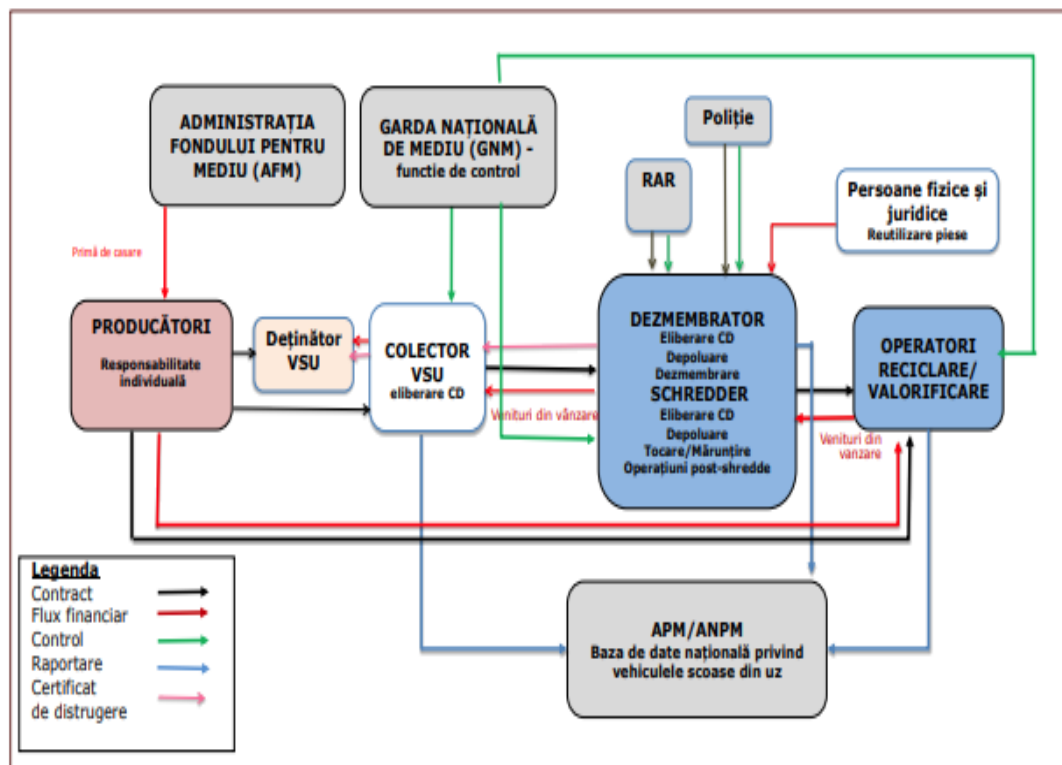 ADMINISTRAȚIA
FONDULUI PENTRU
MEDIU (AFM)
GARDA NAȚIONALĂ
DE MEDIU (GNM) -
functie de control
Poliție
RAR
Persoane fizice și
juridice
Reutilizare piese
Primă de casare
PRODUCĂTORI
Responsabilitate
individuală
Deținător
VSU
COLECTOR
VSU
eliberare CD
Venituri din vânzare
DEZMEMBRATOR
Eliberare CD
Depoluare
Dezmembrare
SCHREDDER
Eliberare CD
Depoluare
Tocare/Mărunțire
Operațiuni post-shredde
OPERATORI
RECICLARE/
VALORIFICARE
Venituri din
vanzare
Legenda
Contract
Flux financiar
Control
Raportare
Certificat
de distrugere
APM/ANPM
Baza de date națională privind
vehiculele scoase din uz